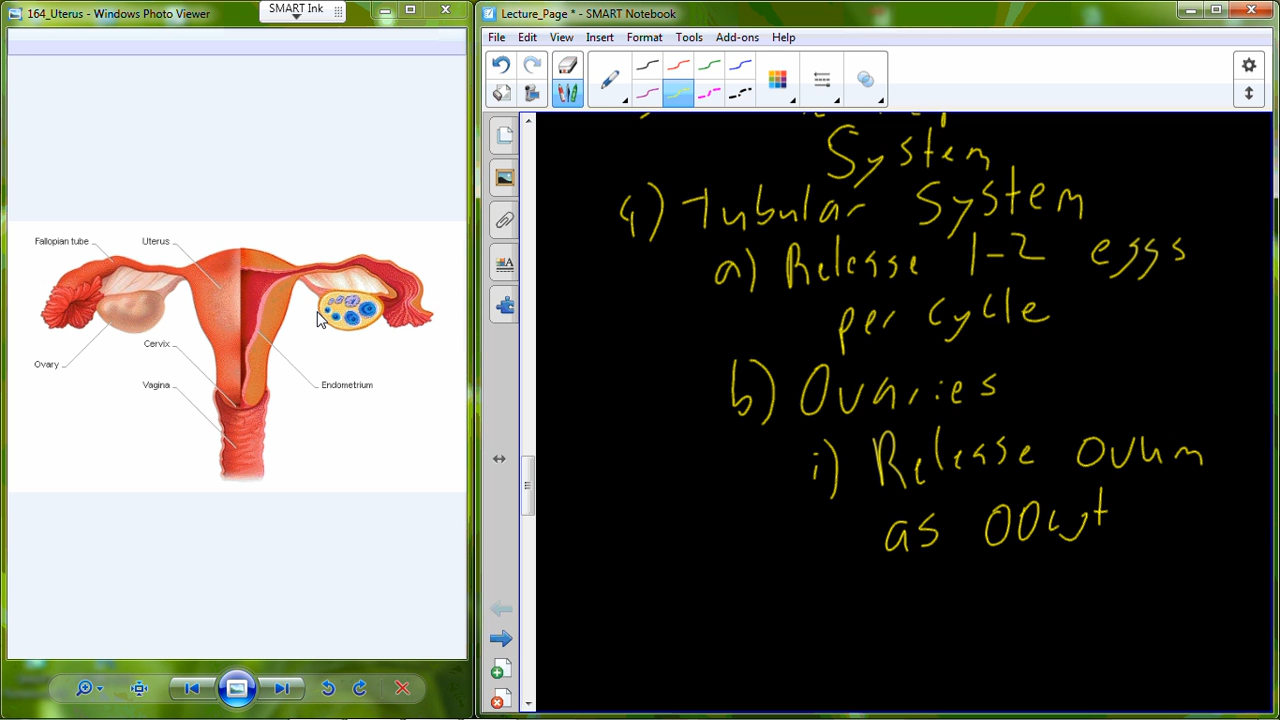 164_Uterus - Windows Photo Viewer
SMART Ink
Lecture_Page * - SMART Notebook
File Edit View Insert Format Tools Add-ons Help
Fallopian tube
Uterus
Ovary
Cervix
Vagina
Endometrium
System
4) Tubular System
a) Release 1-2 eggs
per cycle
b) Ovaries
i) Release ovum
as oocyt